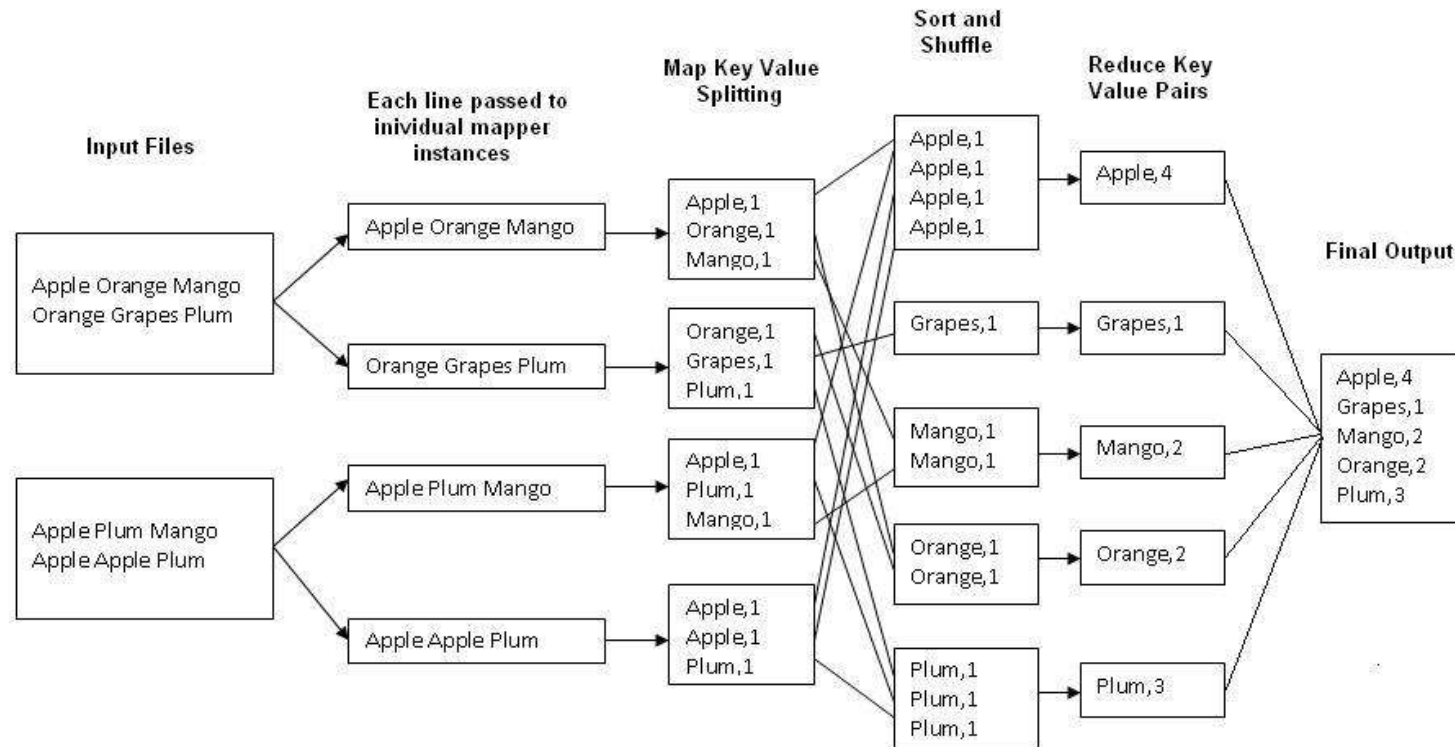 Input Files
Apple Orange Mango
Orange Grapes Plum
Apple Plum Mango
Apple Apple Plum
Each line passed to
inividual mapper
instances
Apple Orange Mango
Orange Grapes Plum
Apple Plum Mango
Apple Apple Plum
Map Key Value
Splitting
Apple,1
Orange,1
Mango,1
Orange,1
Grapes,1
Plum,1
Apple,1
Plum,1
Mango,1
Apple,1
Apple,1
Plum,1
Sort and
Shuffle
Apple,1
Apple,1
Apple,1
Apple,1
Grapes,1
Mango,1
Mango,1
Orange,1
Orange,1
Plum,1
Plum,1
Plum,1
Reduce Key
Value Pairs
Apple,4
Grapes,1
Mango,2
Orange,2
Plum,3
Final Output
Apple,4
Grapes,1
Mango,2
Orange,2
Plum,3